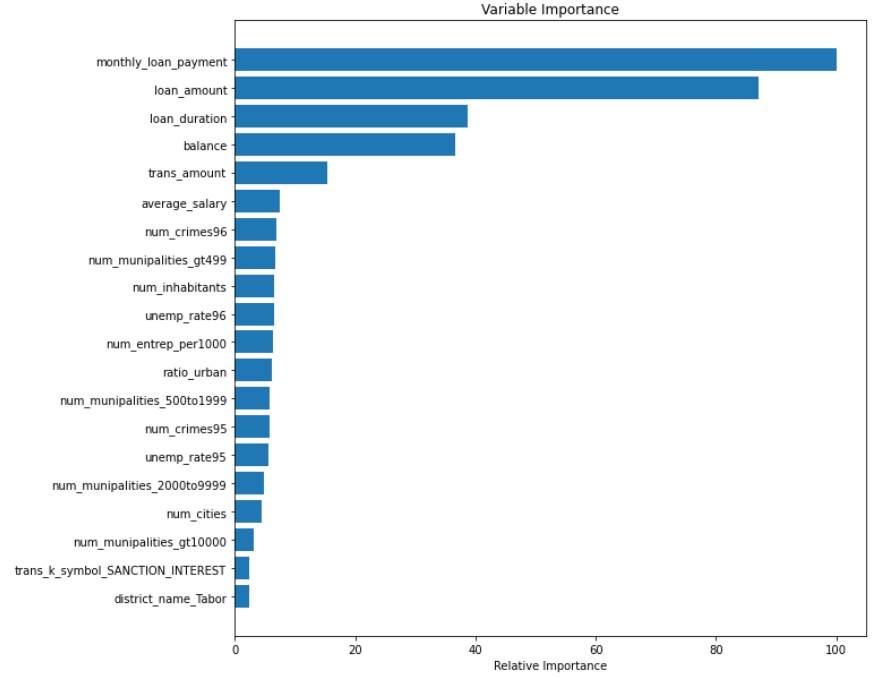 Variable Importance
monthly_loan_payment
loan_amount
loan_duration
balance
trans_amount
average_salary
num_crimes96
num_munipalities_gt499
num_inhabitants
unemp_rate96
num_entrep_per1000
ratio_urban
num_munipalities_500to1999
num_crimes95
unemp_rate95
num_munipalities_2000to9999
num_cities
num_munipalities_gt10000
trans_k_symbol_SANCTION_INTEREST
district_name_Tabor
0 20 40 60 80 100
Relative Importance